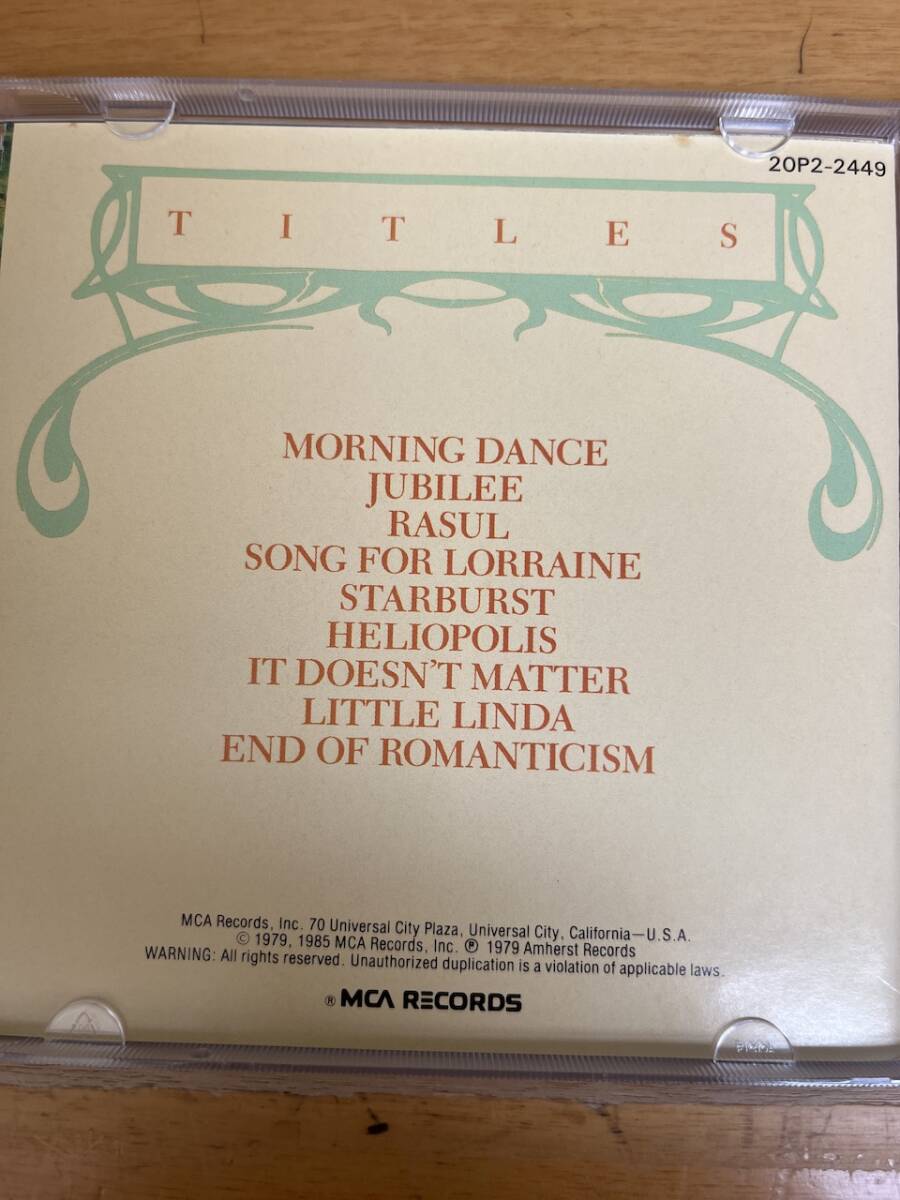 20P2-2449
TITLES
MORNING DANCE
JUBILEE
RASUL
SONG FOR LORRAINE
STARBURST
HELIOPOLIS
IT DOESN'T MATTER
LITTLE LINDA
END OF ROMANTICISM
MCA Records, Inc. 70 Universal City Plaza, Universal City, California—U.S.A.
© 1979, 1985 MCA Records, Inc. ℗ 1979 Amherst Records
WARNING: All rights reserved. Unauthorized duplication is a violation of applicable laws.
® MCA RECORDS